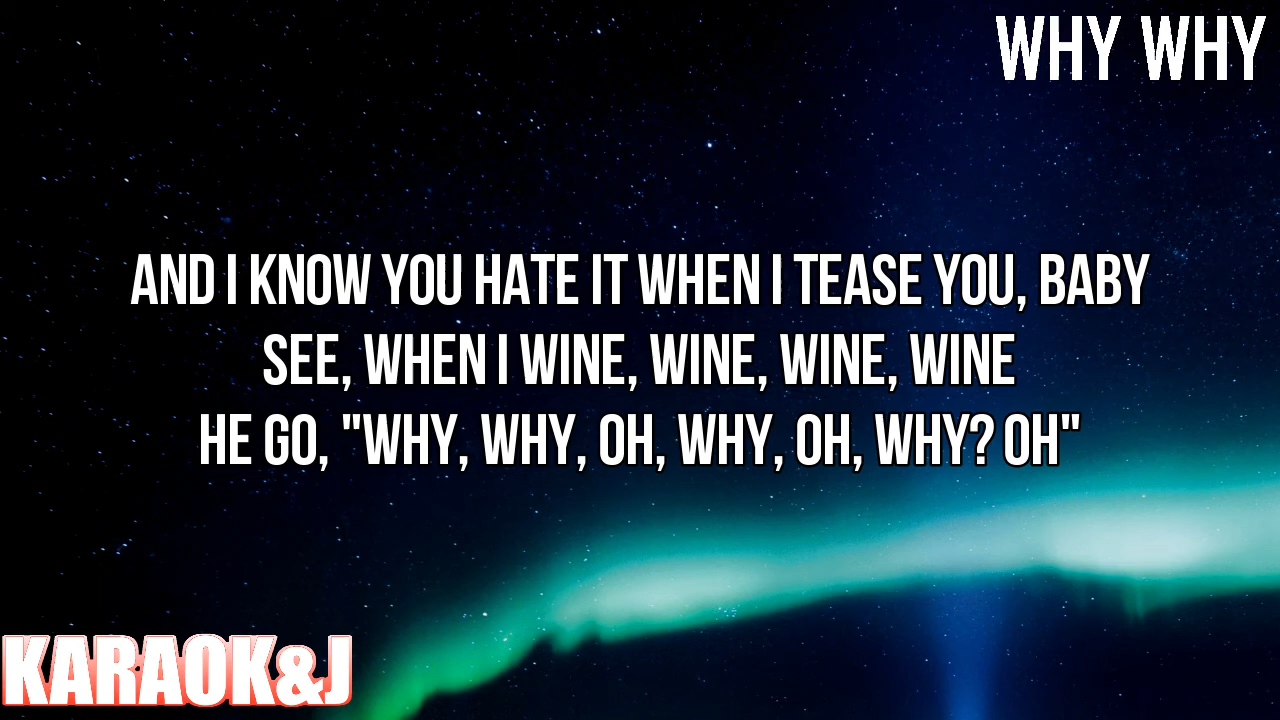 WHY WHY
AND I KNOW YOU HATE IT WHEN I TEASE YOU, BABY
SEE, WHEN I WINE, WINE, WINE, WINE
HE GO, "WHY, WHY, OH, WHY, OH, WHY? OH"
KARAOK&J